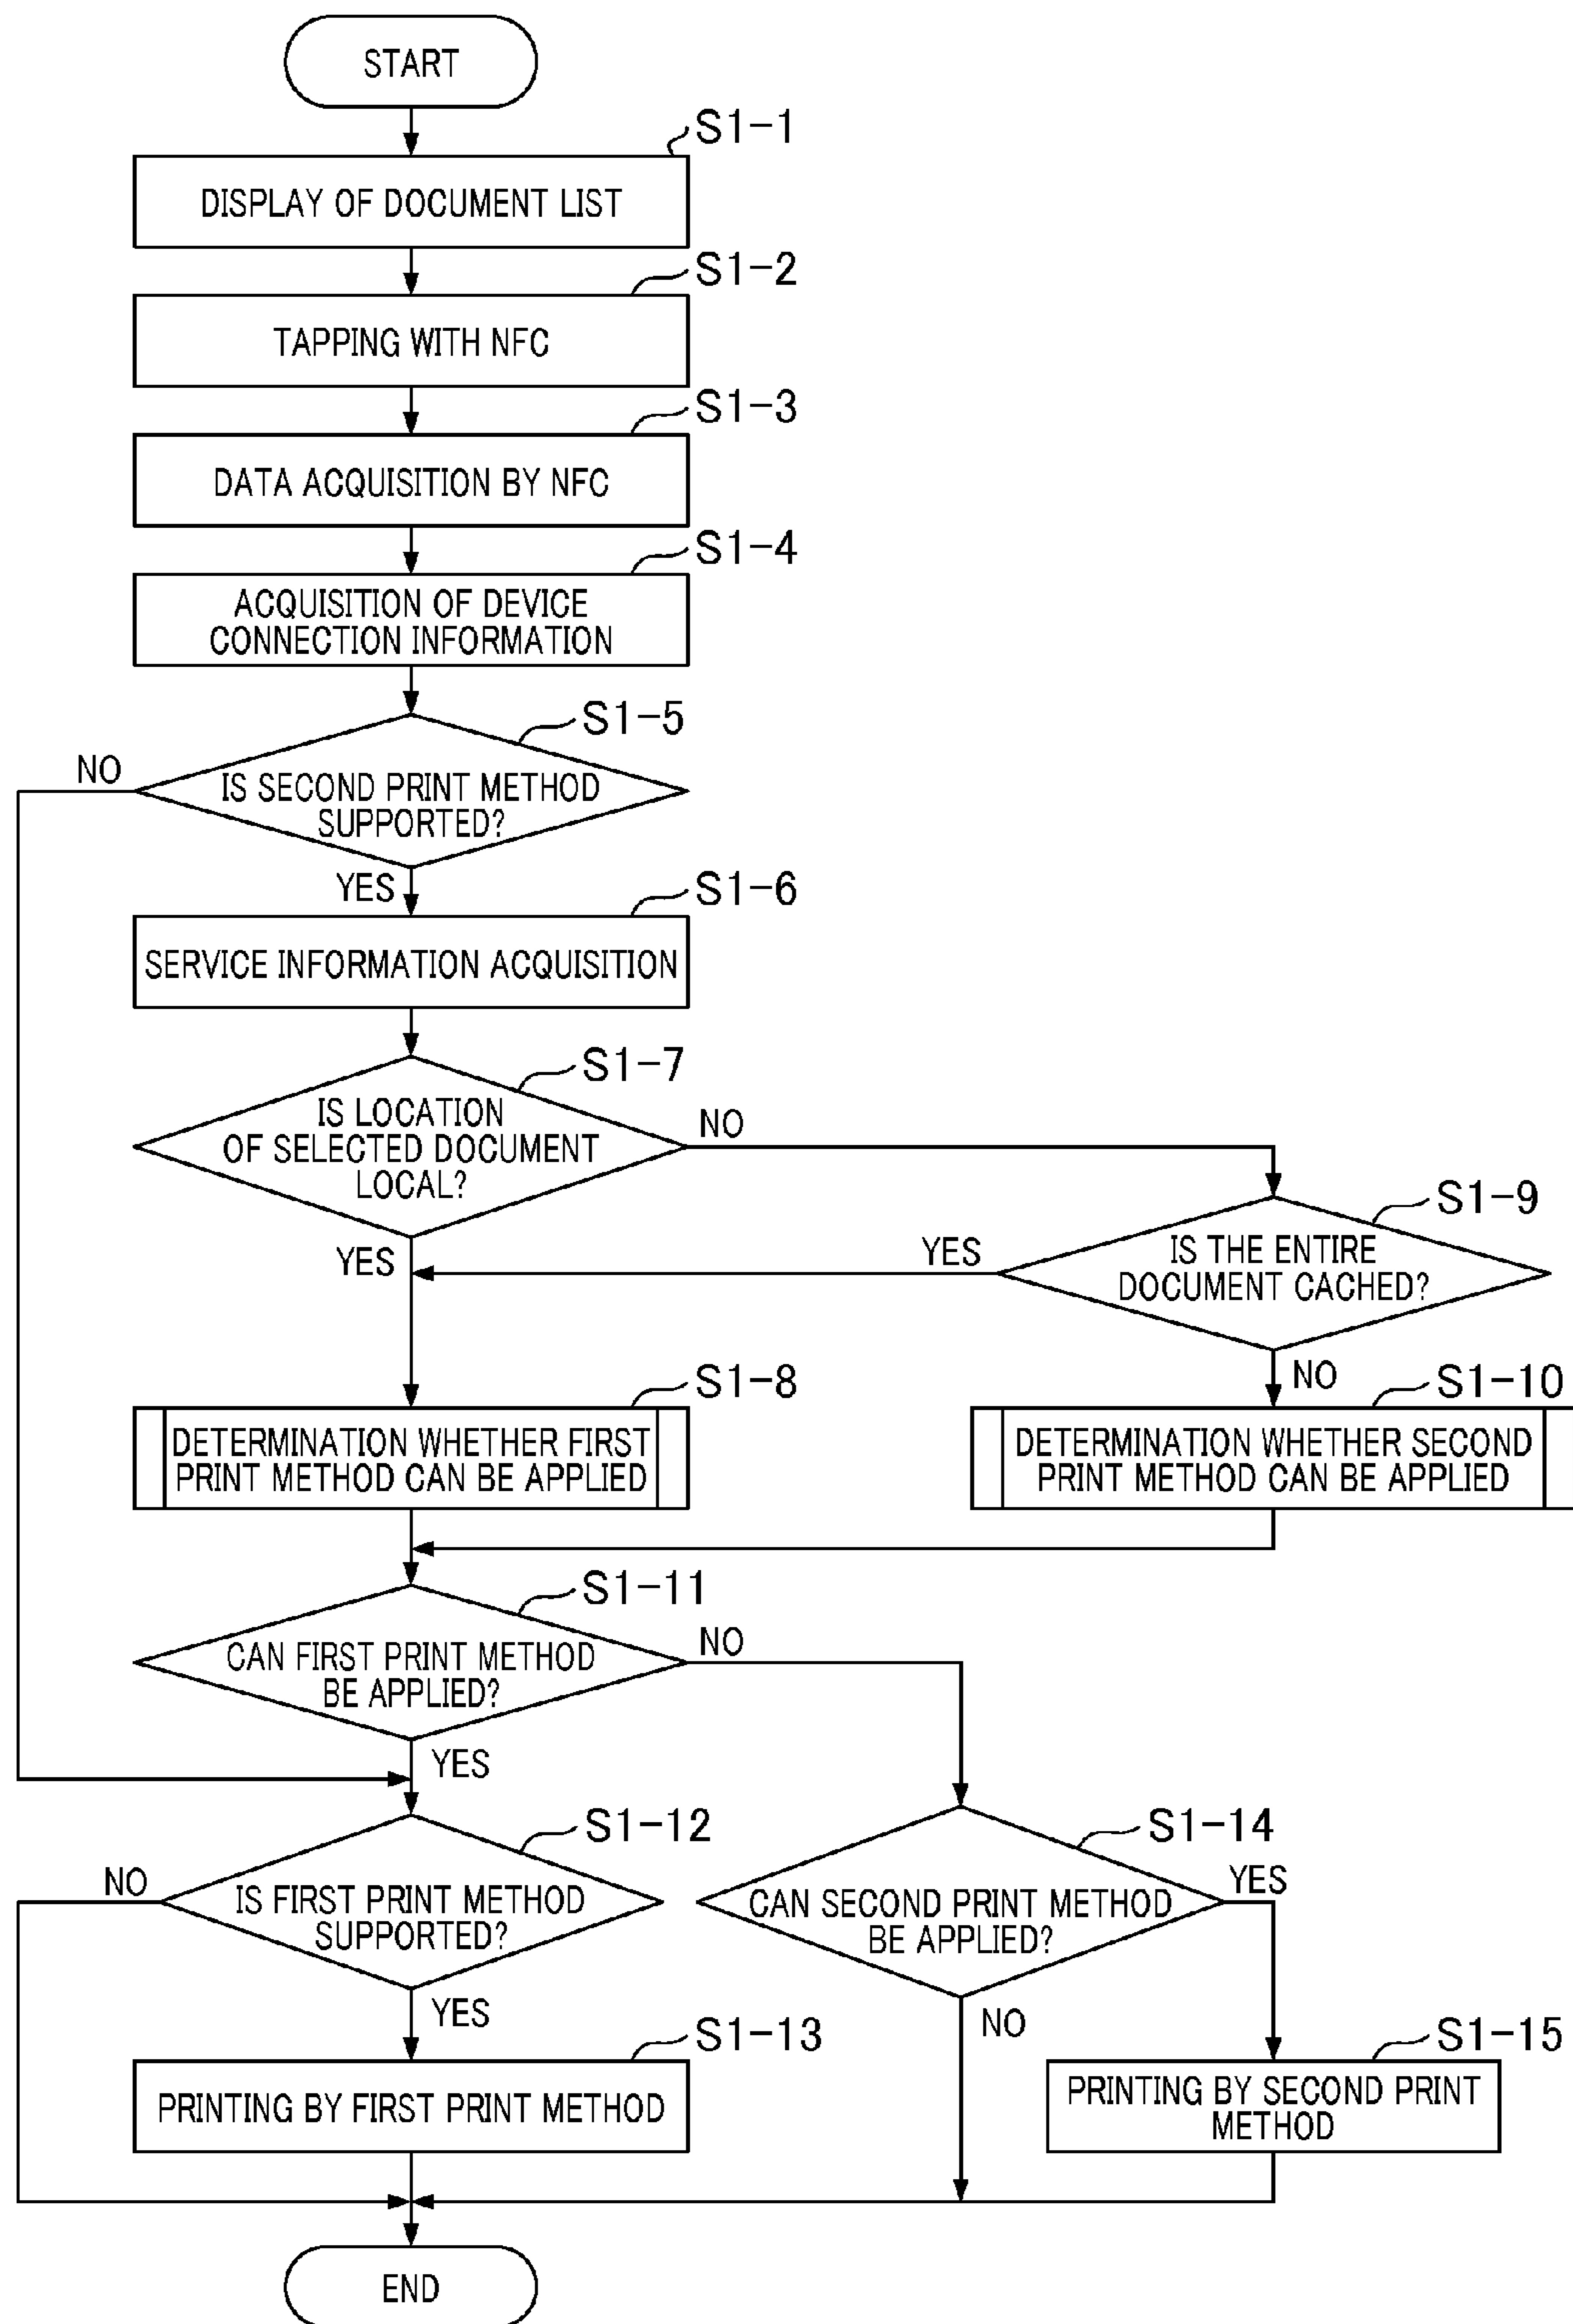 START
S1-1
DISPLAY OF DOCUMENT LIST
S1-2
TAPPING WITH NFC
S1-3
DATA ACQUISITION BY NFC
S1-4
ACQUISITION OF DEVICE
CONNECTION INFORMATION
S1-5
NO
IS SECOND PRINT METHOD
SUPPORTED?
YES
S1-6
SERVICE INFORMATION ACQUISITION
S1-7
IS LOCATION
OF SELECTED DOCUMENT
LOCAL?
NO
YES
S1-9
IS THE ENTIRE
DOCUMENT CACHED?
YES
NO
S1-8
DETERMINATION WHETHER FIRST
PRINT METHOD CAN BE APPLIED
S1-10
DETERMINATION WHETHER SECOND
PRINT METHOD CAN BE APPLIED
S1-11
CAN FIRST PRINT METHOD
BE APPLIED?
NO
YES
S1-12
NO
IS FIRST PRINT METHOD
SUPPORTED?
YES
S1-14
CAN SECOND PRINT METHOD
BE APPLIED?
YES
NO
S1-13
PRINTING BY FIRST PRINT METHOD
S1-15
PRINTING BY SECOND PRINT
METHOD
END